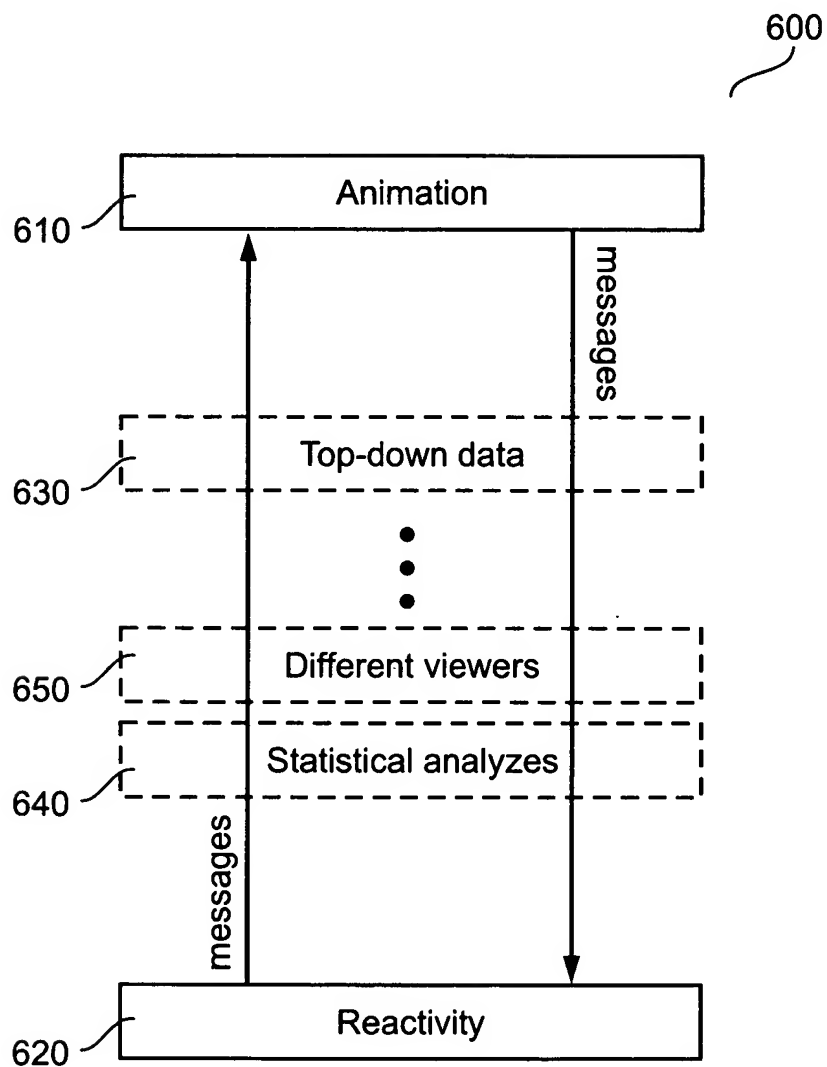 600
Animation
610
messages
Top-down data
630
Different viewers
650
Statistical analyzes
640
messages
Reactivity
620